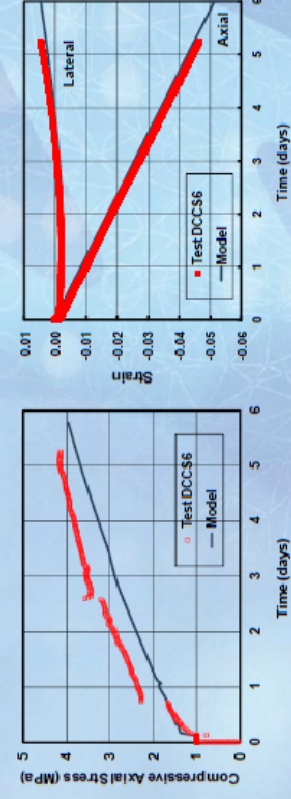 Compressive Axial Stress (MPa)
5
4
3
2
1
0
Test DCCS6
Model
0 1 2 3 4 5 6
Time (days)
Strain
0.01
0.00
-0.01
-0.02
-0.03
-0.04
-0.05
-0.06
Lateral
Axial
Test DCCS6
Model
0 1 2 3 4 5 6
Time (days)